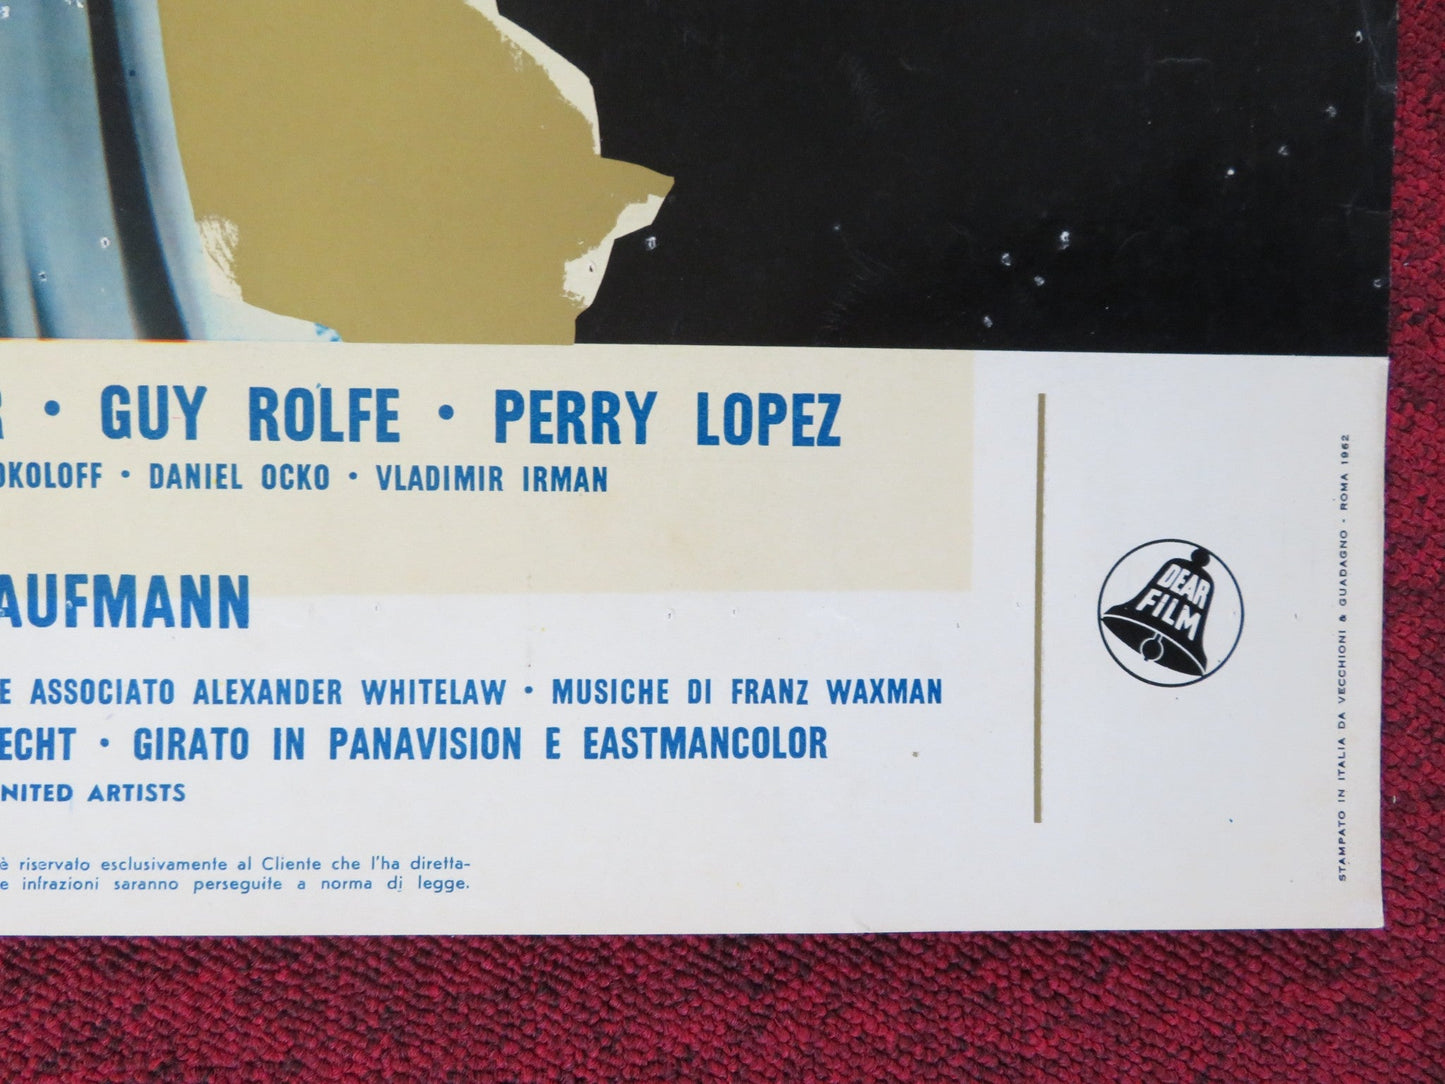 R • GUY ROLFE • PERRY LOPEZ
OKOLOFF • DANIEL OCKO • VLADIMIR IRMAN
AUFMANN
E ASSOCIATO ALEXANDER WHITELAW • MUSICHE DI FRANZ WAXMAN
ECHT • GIRATO IN PANAVISION E EASTMANCOLOR
NITED ARTISTS
è riservato esclusivamente al Cliente che l'ha diretta-
e infrazioni saranno perseguite a norma di legge.
DEAR
FILM
STAMPATO IN ITALIA DA VECCHIONI & GUADAGNO - ROMA 1962